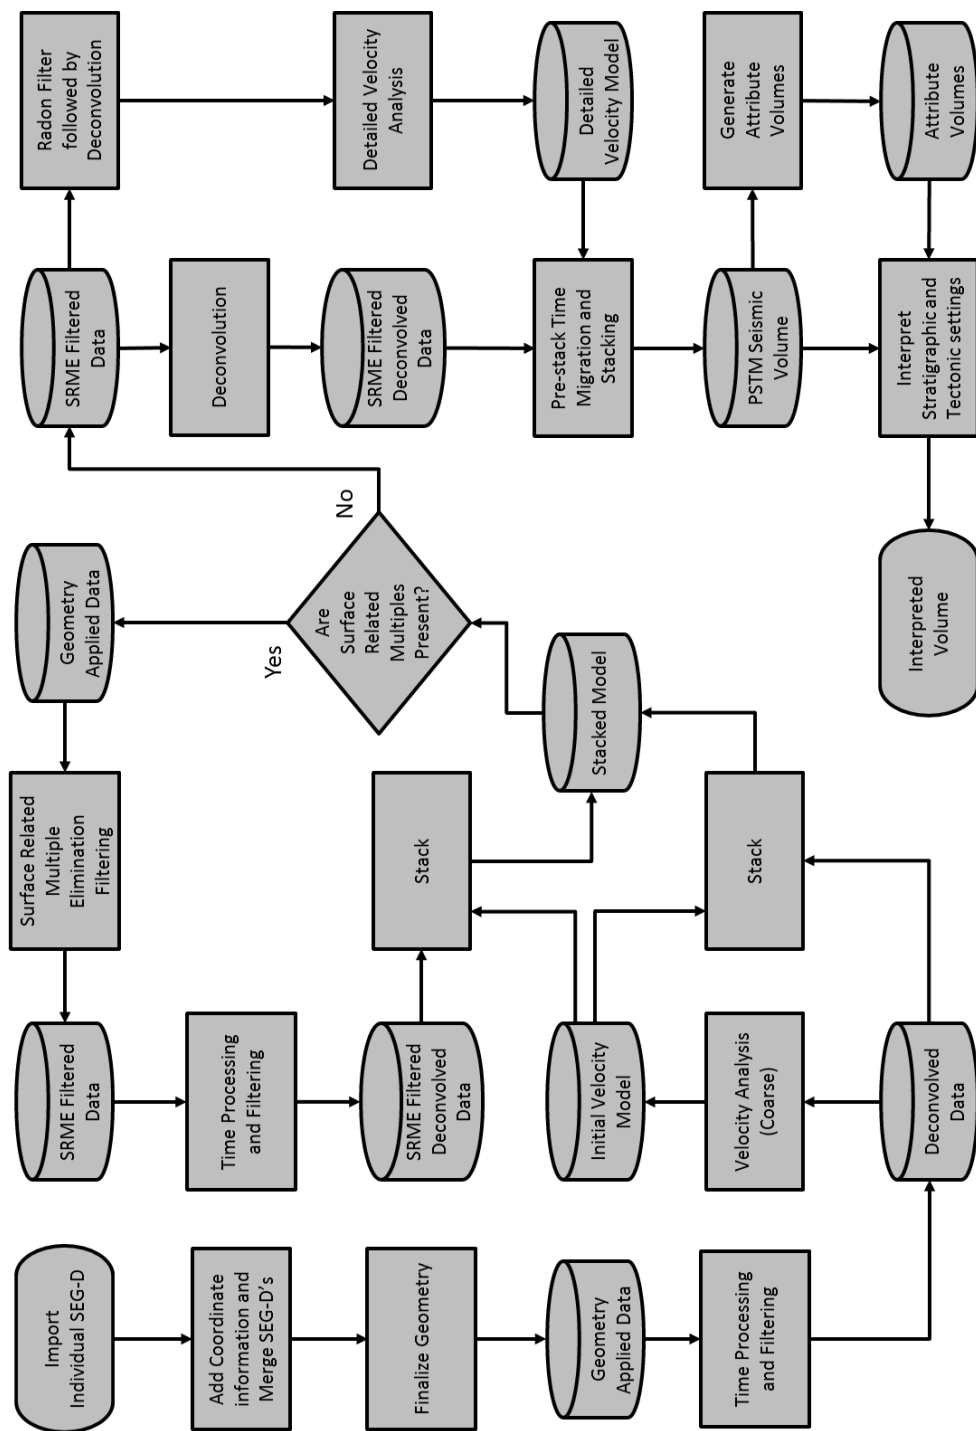 Import
Individual SEG-D
Add Coordinate
information and
Merge SEG-D's
Finalize Geometry
Geometry
Applied Data
Time Processing
and Filtering
SRME Filtered
Data
Time Processing
and Filtering
SRME Filtered
Deconvolved
Data
Initial Velocity
Model
Velocity Analysis
(Coarse)
Deconvolved
Data
Surface Related
Multiple
Elimination
Filtering
Stack
Stack
Geometry
Applied Data
Yes
Are
Surface
Related
Multiples
Present?
No
Stacked Model
SRME Filtered
Data
Deconvolution
SRME Filtered
Deconvolved Data
Pre-stack Time
Migration and
Stacking
PSTM Seismic
Volume
Interpret
Stratigraphic and
Tectonic settings
Interpreted
Volume
Radon Filter
followed by
Deconvolution
Detailed Velocity
Analysis
Detailed
Velocity Model
Generate
Attribute
Volumes
Attribute
Volumes